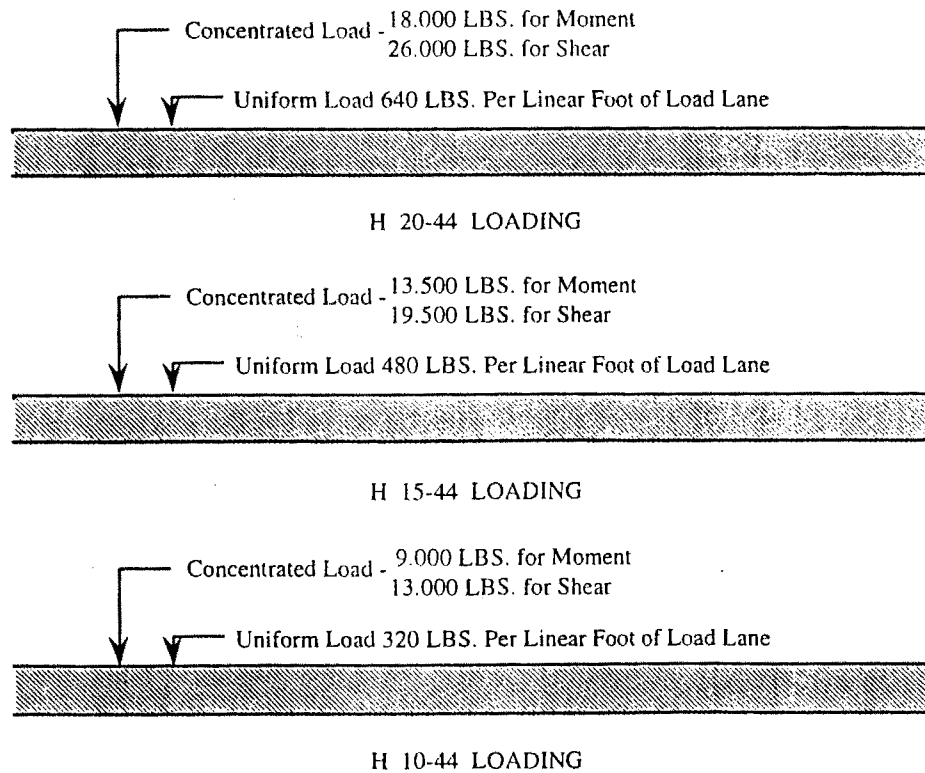 Concentrated Load - 18.000 LBS. for Moment
26.000 LBS. for Shear
Uniform Load 640 LBS. Per Linear Foot of Load Lane
H 20-44 LOADING
Concentrated Load - 13.500 LBS. for Moment
19.500 LBS. for Shear
Uniform Load 480 LBS. Per Linear Foot of Load Lane
H 15-44 LOADING
Concentrated Load - 9.000 LBS. for Moment
13.000 LBS. for Shear
Uniform Load 320 LBS. Per Linear Foot of Load Lane
H 10-44 LOADING